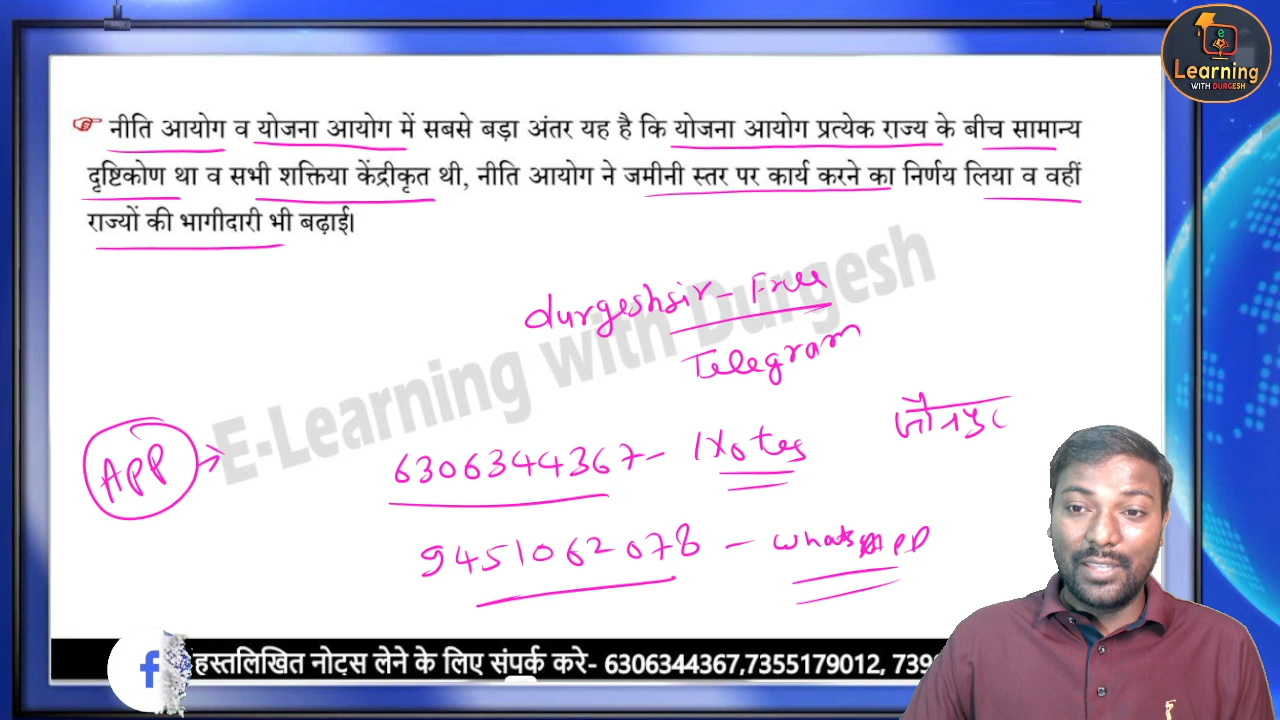 e
Learning
WITH DURGESH
नीति आयोग व योजना आयोग में सबसे बड़ा अंतर यह है कि योजना आयोग प्रत्येक राज्य के बीच सामान्य
दृष्टिकोण था व सभी शक्तिया केंद्रीकृत थी, नीति आयोग ने जमीनी स्तर पर कार्य करने का निर्णय लिया व वहीं
राज्यों की भागीदारी भी बढ़ाई।
E-Learning with Durgesh
durgeshsir - Free
Telegram
जौनपुर
APP
6306344367 - Notes
9451062078 - WhatsApp
हस्तलिखित नोट्स लेने के लिए संपर्क करे- 6306344367,7355179012, 739